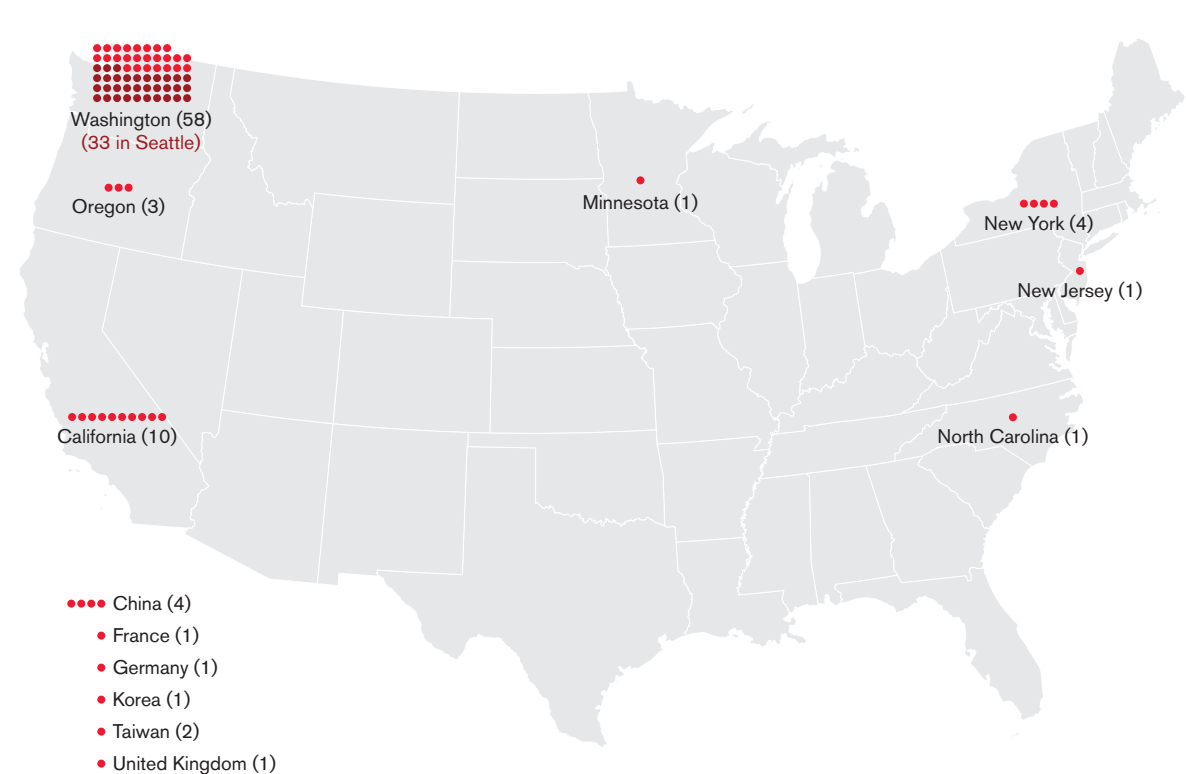 Washington (58)
(33 in Seattle)
Oregon (3)
Minnesota (1)
New York (4)
New Jersey (1)
California (10)
North Carolina (1)
China (4)
France (1)
Germany (1)
Korea (1)
Taiwan (2)
United Kingdom (1)